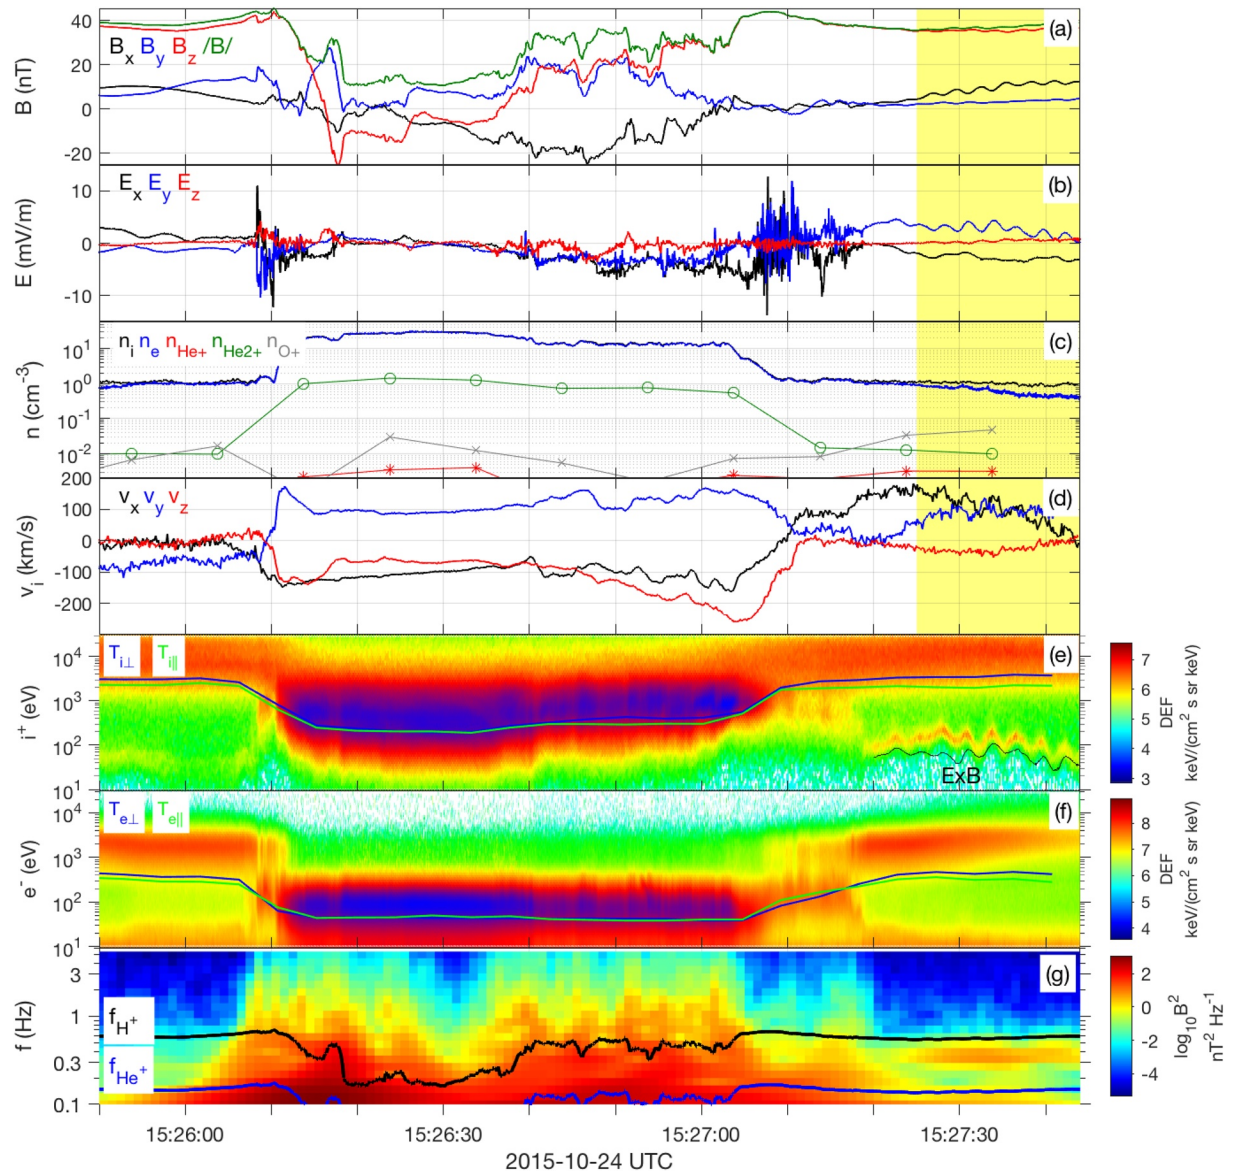 40
20
0
-20
B (nT)
Bx By Bz /B/
(a)
10
0
-10
E (mV/m)
Ex Ey Ez
(b)
10¹
10⁰
10⁻¹
10⁻²
n (cm⁻³)
ni ne nHe+ nHe2+ nO+
(c)
200
100
0
-100
-200
vi (km/s)
vx vy vz
(d)
10⁴
10³
10²
10¹
i⁺ (eV)
Ti⊥ Ti||
(e)
ExB
7
6
5
4
3
DEF
keV/(cm² s sr keV)
10⁴
10³
10²
10¹
e⁻ (eV)
Te⊥ Te||
(f)
8
7
6
5
4
DEF
keV/(cm² s sr keV)
3
1
0.3
0.1
f (Hz)
fH⁺
fHe⁺
(g)
2
0
-2
-4
log₁₀B²
nT² Hz⁻¹
15:26:00 15:26:30 15:27:00 15:27:30
2015-10-24 UTC